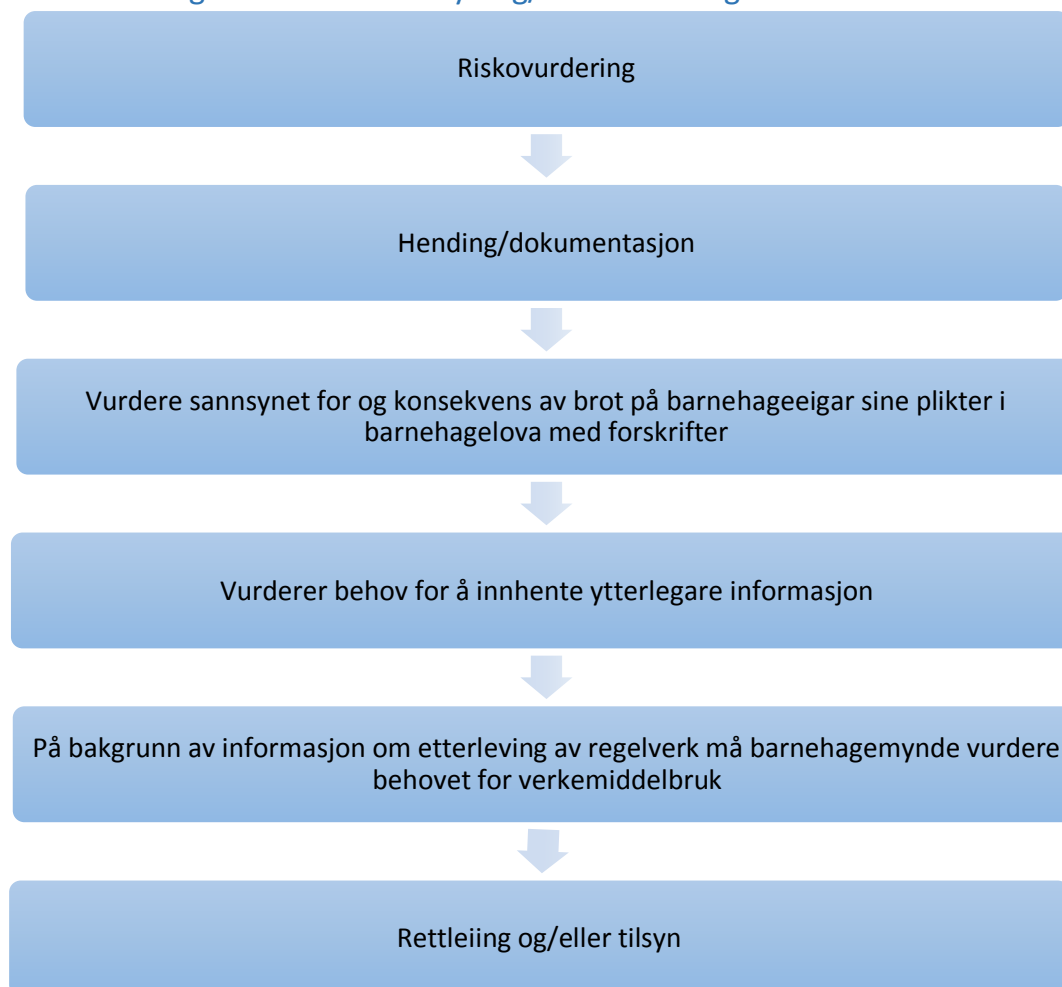 Riskovurdering
Hending/dokumentasjon
Vurdere sannsynet for og konsekvens av brot på barnehageeigar sine plikter i
barnehagelova med forskrifter
Vurderer behov for å innhente ytterlegare informasjon
På bakgrunn av informasjon om etterleving av regelverk må barnehagemynde vurdere
behovet for verkemiddelbruk
Rettleiing og/eller tilsyn